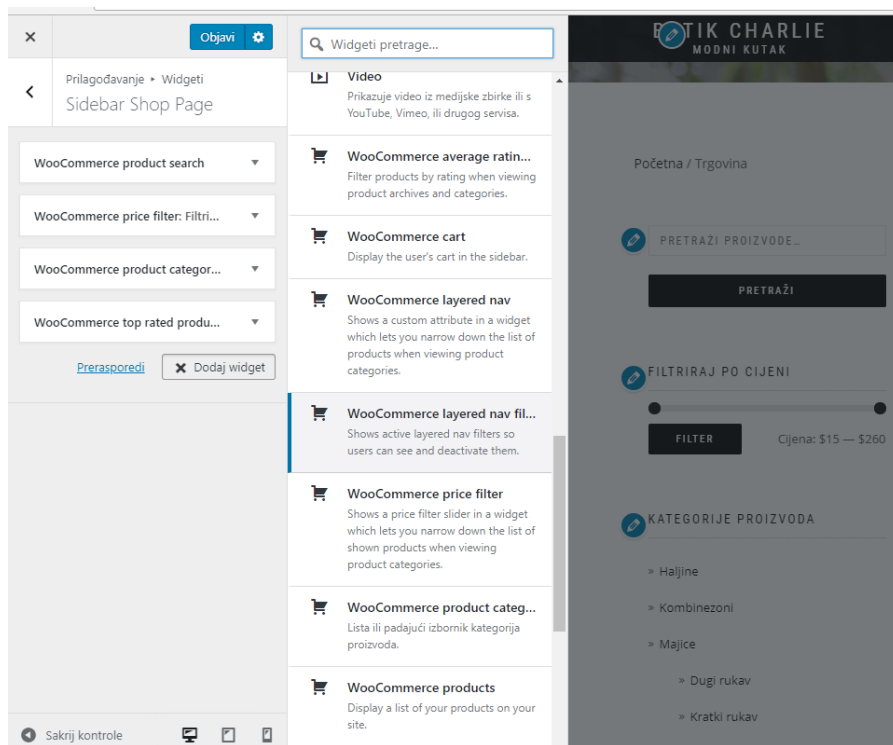 Objavi
Prilagođavanje ▸ Widgeti
Sidebar Shop Page
WooCommerce product search
WooCommerce price filter: Filtri...
WooCommerce product categor...
WooCommerce top rated produ...
Prerasporedi
Dodaj widget
Sakrij kontrole
Widgeti pretrage...
Video
Prikazuje video iz medijske zbirke ili s
YouTube, Vimeo, ili drugog servisa.
WooCommerce average ratin...
Filter products by rating when viewing
product archives and categories.
WooCommerce cart
Display the user's cart in the sidebar.
WooCommerce layered nav
Shows a custom attribute in a widget
which lets you narrow down the list of
products when viewing product
categories.
WooCommerce layered nav fil...
Shows active layered nav filters so
users can see and deactivate them.
WooCommerce price filter
Shows a price filter slider in a widget
which lets you narrow down the list of
shown products when viewing
product categories.
WooCommerce product categ...
Lista ili padajući izbornik kategorija
proizvoda.
WooCommerce products
Display a list of your products on your
site.
CHARLIE
MODNI KUTAK
Početna / Trgovina
PRETRAŽI PROIZVODE...
PRETRAŽI
FILTRIRAJ PO CIJENI
FILTER
Cijena: $15 — $260
KATEGORIJE PROIZVODA
» Haljine
» Kombinezoni
» Majice
» Dugi rukav
» Kratki rukav